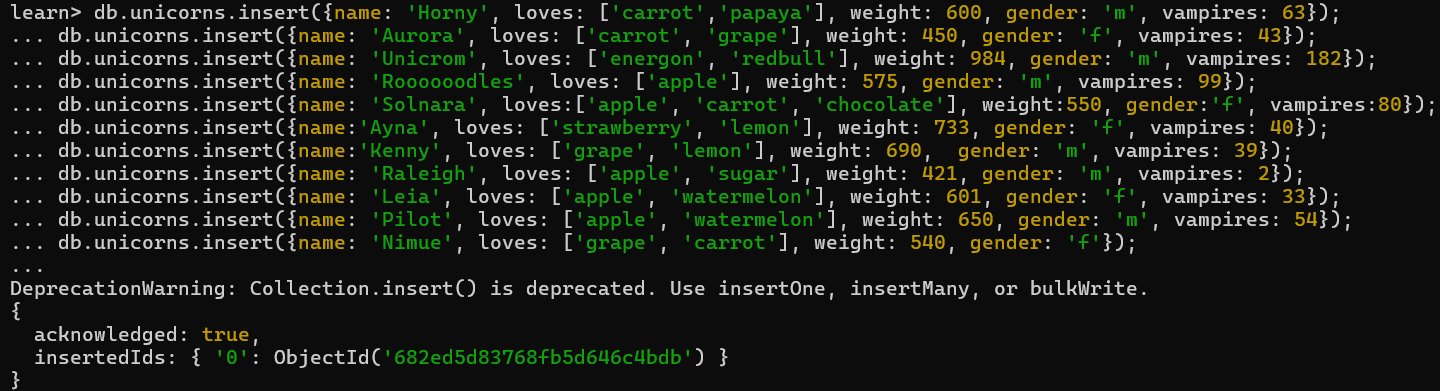 learn> db.unicorns.insert({name: 'Horny', loves: ['carrot','papaya'], weight: 600, gender: 'm', vampires: 63});
... db.unicorns.insert({name: 'Aurora', loves: ['carrot', 'grape'], weight: 450, gender: 'f', vampires: 43});
... db.unicorns.insert({name: 'Unicrom', loves: ['energon', 'redbull'], weight: 984, gender: 'm', vampires: 182});
... db.unicorns.insert({name: 'Roooooodles', loves: ['apple'], weight: 575, gender: 'm', vampires: 99});
... db.unicorns.insert({name: 'Solnara', loves:['apple', 'carrot', 'chocolate'], weight:550, gender:'f', vampires:80});
... db.unicorns.insert({name:'Ayna', loves: ['strawberry', 'lemon'], weight: 733, gender: 'f', vampires: 40});
... db.unicorns.insert({name:'Kenny', loves: ['grape', 'lemon'], weight: 690,  gender: 'm', vampires: 39});
... db.unicorns.insert({name: 'Raleigh', loves: ['apple', 'sugar'], weight: 421, gender: 'm', vampires: 2});
... db.unicorns.insert({name: 'Leia', loves: ['apple', 'watermelon'], weight: 601, gender: 'f', vampires: 33});
... db.unicorns.insert({name: 'Pilot', loves: ['apple', 'watermelon'], weight: 650, gender: 'm', vampires: 54});
... db.unicorns.insert({name: 'Nimue', loves: ['grape', 'carrot'], weight: 540, gender: 'f'});
...
DeprecationWarning: Collection.insert() is deprecated. Use insertOne, insertMany, or bulkWrite.
{
  acknowledged: true,
  insertedIds: { '0': ObjectId('682ed5d83768fb5d646c4bdb') }
}